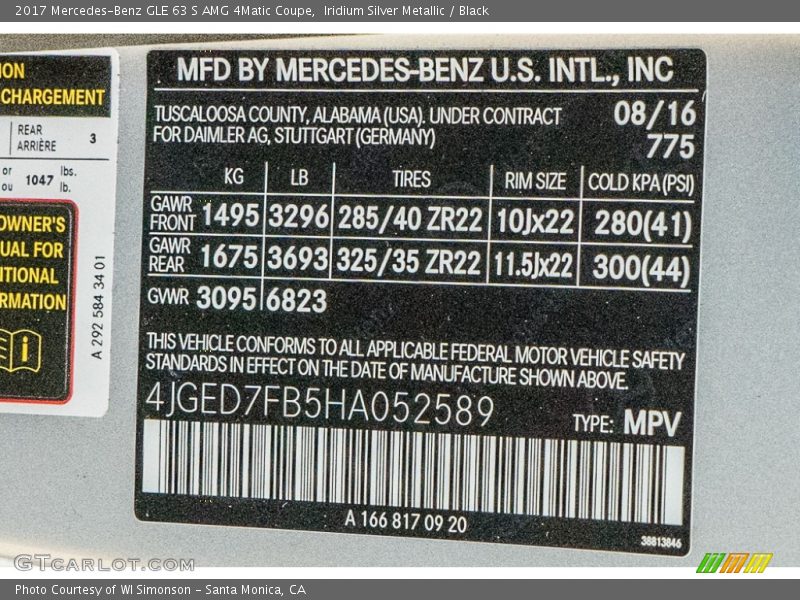 2017 Mercedes-Benz GLE 63 S AMG 4Matic Coupe,  Iridium Silver Metallic / Black
ION
CHARGEMENT
REAR
ARRIÈRE
3
or
ou
1047
lbs.
lb.
OWNER'S
UAL FOR
ITIONAL
RMATION
i
A 292 584 34 01
MFD BY MERCEDES-BENZ U.S. INTL., INC
TUSCALOOSA COUNTY, ALABAMA (USA). UNDER CONTRACT
FOR DAIMLER AG, STUTTGART (GERMANY)
08/16
775
KG LB TIRES RIM SIZE COLD KPA(PSI)
GAWR FRONT 1495 3296 285/40 ZR22 10Jx22 280(41)
GAWR REAR 1675 3693 325/35 ZR22 11.5Jx22 300(44)
GWR 3095 6823
THIS VEHICLE CONFORMS TO ALL APPLICABLE FEDERAL MOTOR VEHICLE SAFETY
STANDARDS IN EFFECT ON THE DATE OF MANUFACTURE SHOWN ABOVE.
4JGED7FB5HA052589
TYPE: MPV
A 166 817 09 20
38813846
GTcarlot.com
Photo Courtesy of WI Simonson - Santa Monica, CA